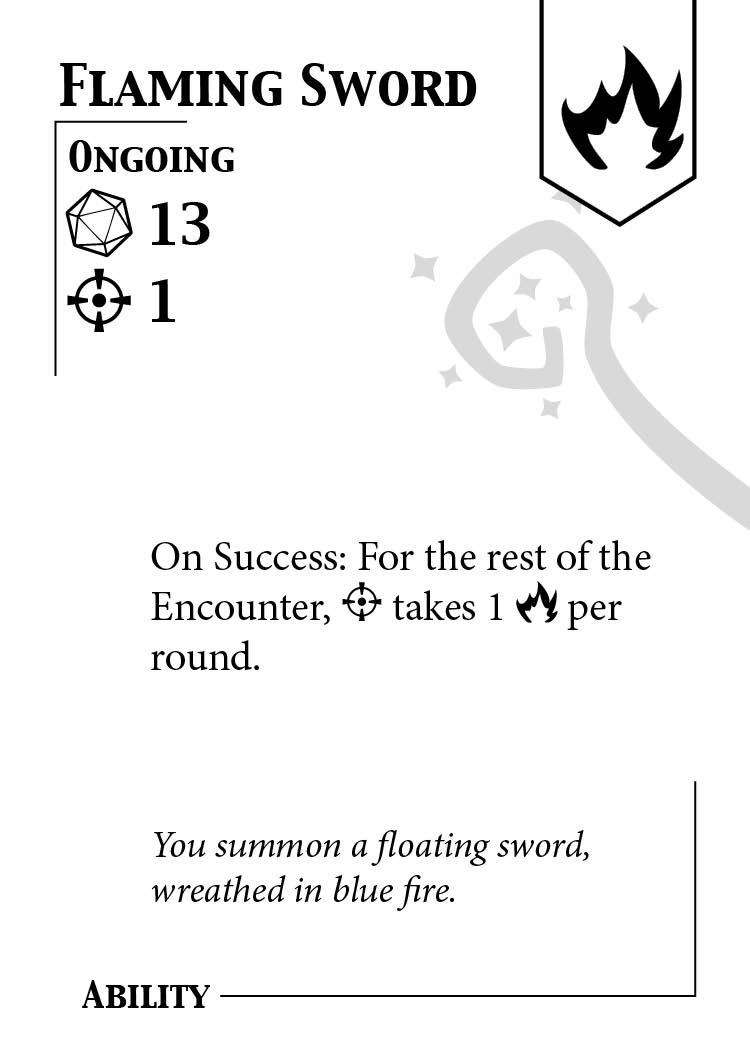 Flaming Sword
Ongoing
13
1
On Success: For the rest of the
Encounter, takes 1 per
round.
You summon a floating sword,
wreathed in blue fire.
Ability